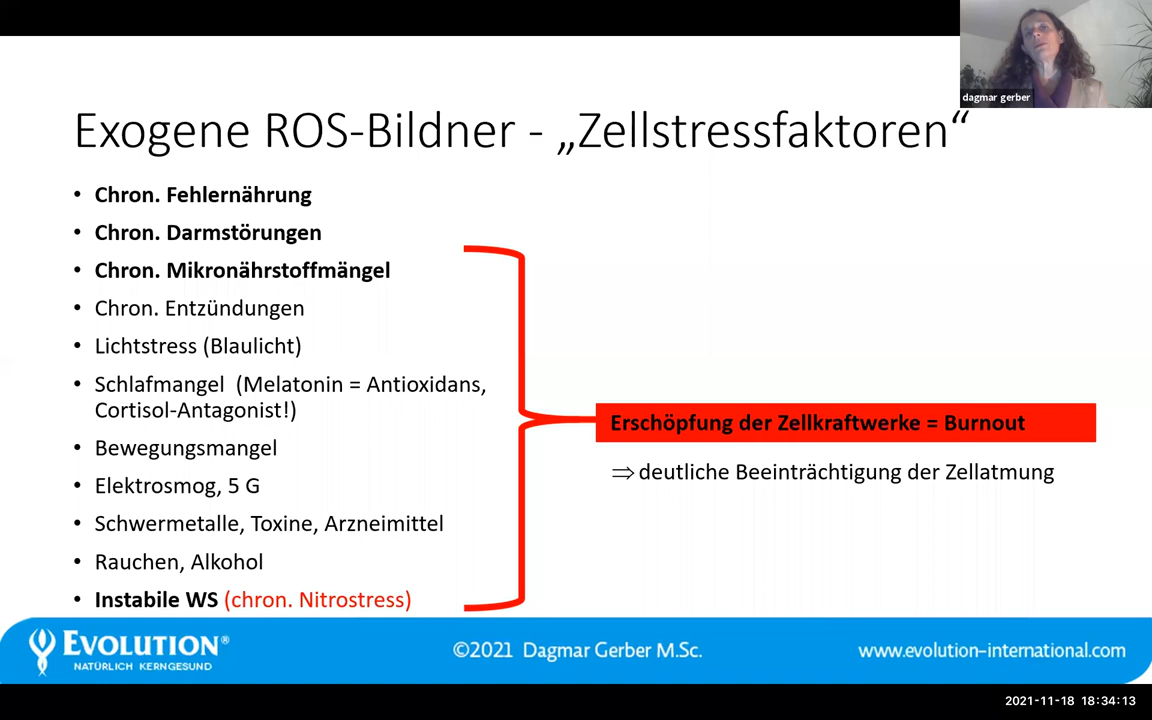 dagmar gerber
Exogene ROS-Bildner - „Zellstressfaktoren“
• Chron. Fehlernährung
• Chron. Darmstörungen
• Chron. Mikronährstoffmängel
• Chron. Entzündungen
• Lichtstress (Blaulicht)
• Schlafmangel (Melatonin = Antioxidans,
Cortisol-Antagonist!)
• Bewegungsmangel
• Elektrosmog, 5 G
• Schwermetalle, Toxine, Arzneimittel
• Rauchen, Alkohol
• Instabile WS (chron. Nitrostress)
Erschöpfung der Zellkraftwerke = Burnout
⇒ deutliche Beeinträchtigung der Zellatmung
EVOLUTION®
NATÜRLICH KERNGESUND
©2021 Dagmar Gerber M.Sc.
www.evolution-international.com
2021-11-18 18:34:13